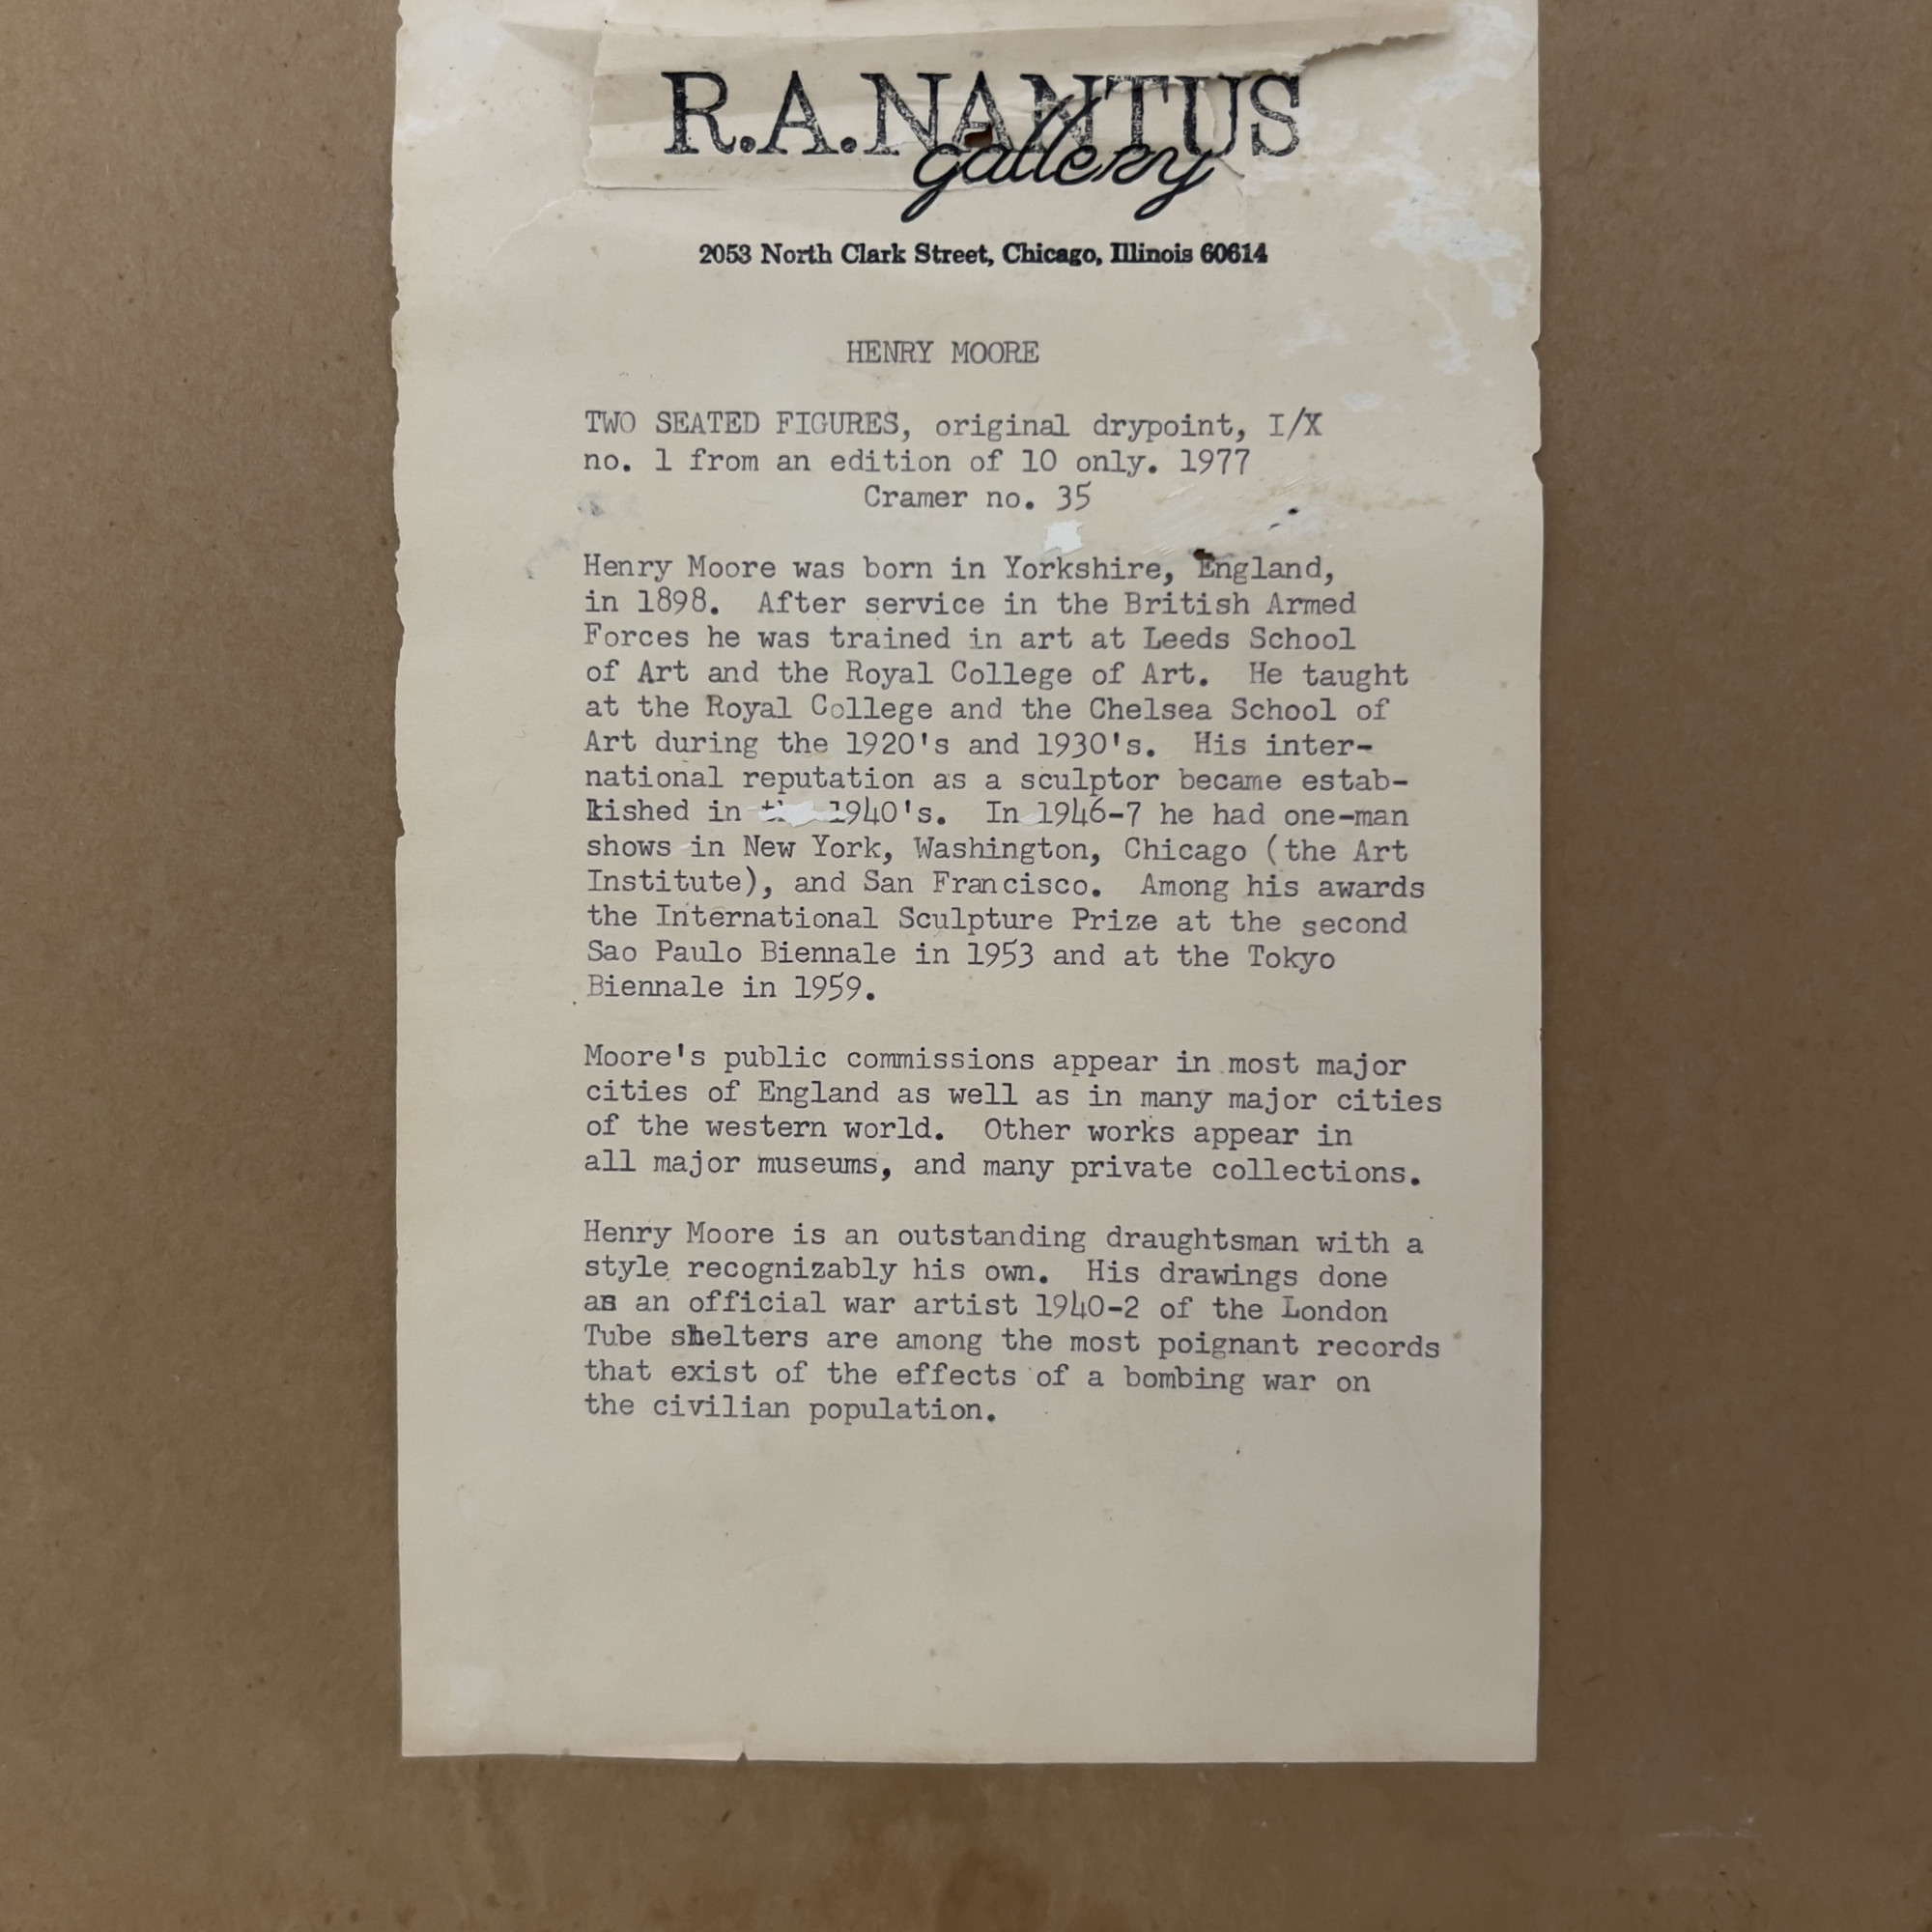 R.A.NANTUS
gallery
2053 North Clark Street, Chicago, Illinois 60614
HENRY MOORE
TWO SEATED FIGURES, original drypoint, I/X
no. 1 from an edition of 10 only. 1977
Cramer no. 35
Henry Moore was born in Yorkshire, England,
in 1898. After service in the British Armed
Forces he was trained in art at Leeds School
of Art and the Royal College of Art. He taught
at the Royal College and the Chelsea School of
Art during the 1920's and 1930's. His inter-
national reputation as a sculptor became estab-
lished in 1940's. In 1946-7 he had one-man
shows in New York, Washington, Chicago (the Art
Institute), and San Francisco. Among his awards
the International Sculpture Prize at the second
Sao Paulo Biennale in 1953 and at the Tokyo
Biennale in 1959.
Moore's public commissions appear in most major
cities of England as well as in many major cities
of the western world. Other works appear in
all major museums, and many private collections.
Henry Moore is an outstanding draughtsman with a
style recognizably his own. His drawings done
as an official war artist 1940-2 of the London
Tube shelters are among the most poignant records
that exist of the effects of a bombing war on
the civilian population.